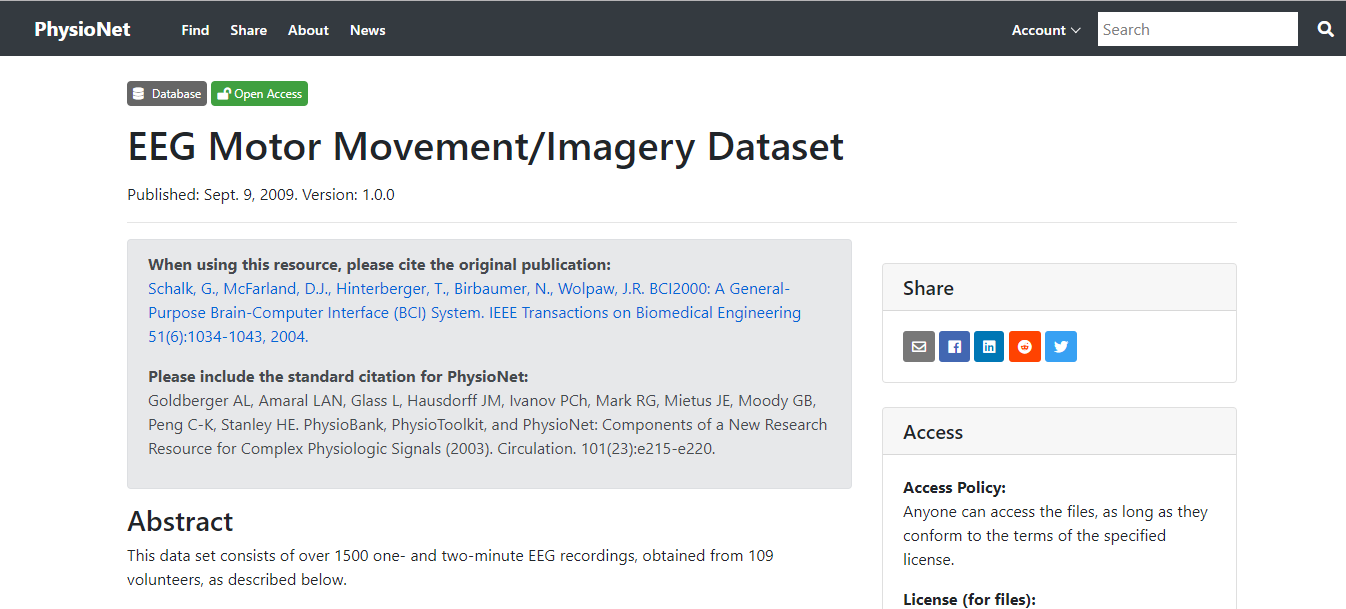 PhysioNet Find Share About News Account Search
Database Open Access
EEG Motor Movement/Imagery Dataset
Published: Sept. 9, 2009. Version: 1.0.0
When using this resource, please cite the original publication:
Schalk, G., McFarland, D.J., Hinterberger, T., Birbaumer, N., Wolpaw, J.R. BCI2000: A General-
Purpose Brain-Computer Interface (BCI) System. IEEE Transactions on Biomedical Engineering
51(6):1034-1043, 2004.
Please include the standard citation for PhysioNet:
Goldberger AL, Amaral LAN, Glass L, Hausdorff JM, Ivanov PCh, Mark RG, Mietus JE, Moody GB,
Peng C-K, Stanley HE. PhysioBank, PhysioToolkit, and PhysioNet: Components of a New Research
Resource for Complex Physiologic Signals (2003). Circulation. 101(23):e215-e220.
Abstract
This data set consists of over 1500 one- and two-minute EEG recordings, obtained from 109
volunteers, as described below.
Share
Access
Access Policy:
Anyone can access the files, as long as they
conform to the terms of the specified
license.
License (for files):